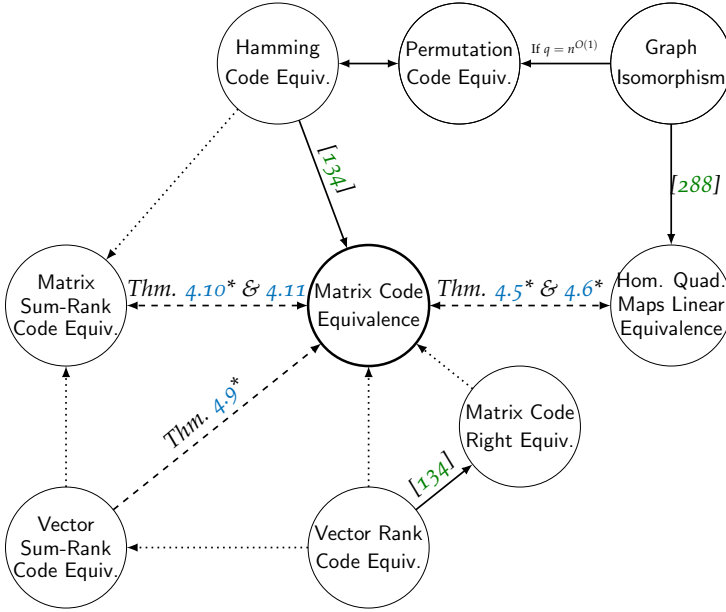 Hamming
Code Equiv.
Permutation
Code Equiv.
If q = n^{O(1)}
Graph
Isomorphism
[134]
[288]
Matrix
Sum-Rank
Code Equiv.
Thm. 4.10* & 4.11
Matrix Code
Equivalence
Thm. 4.5* & 4.6*
Hom. Quad.
Maps Linear
Equivalence
Thm. 4.9*
Matrix Code
Right Equiv.
[134]
Vector
Sum-Rank
Code Equiv.
Vector Rank
Code Equiv.